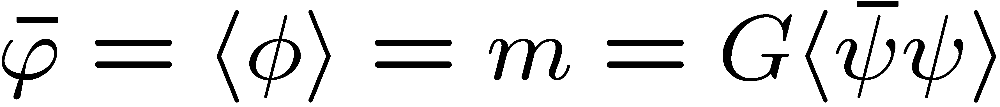 φ̄ = ⟨ϕ⟩ = m = G⟨ψ̄ψ⟩